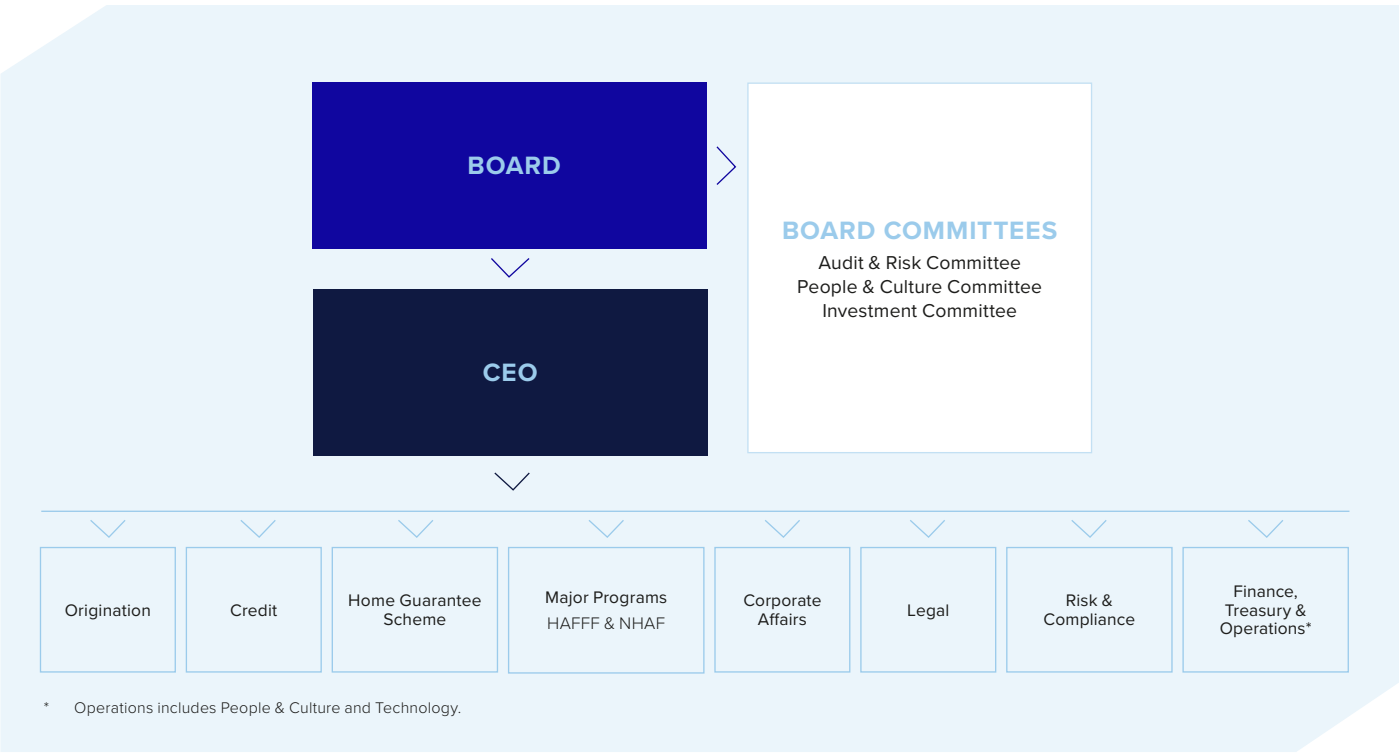 BOARD
BOARD COMMITTEES
Audit & Risk Committee
People & Culture Committee
Investment Committee
CEO
Origination
Credit
Home Guarantee
Scheme
Major Programs
HAFFF & NHAF
Corporate
Affairs
Legal
Risk &
Compliance
Finance,
Treasury &
Operations*
* Operations includes People & Culture and Technology.